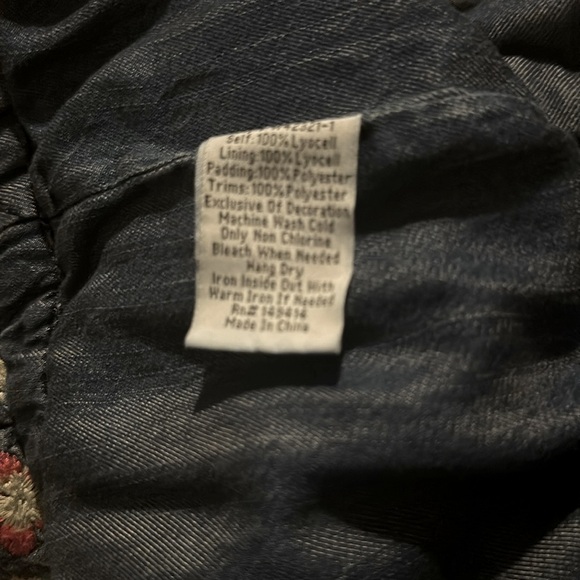 42321-1
Self:100%Lyocell
Lining:100%Lyocell
Padding:100%Polyester
Trims:100%Polyester
Exclusive Of Decoration
Machine Wash Cold
Only Non Chlorine
Bleach When Needed
Hang Dry
Iron Inside Out With
Warm Iron If Needed
Rn# 149414
Made In China